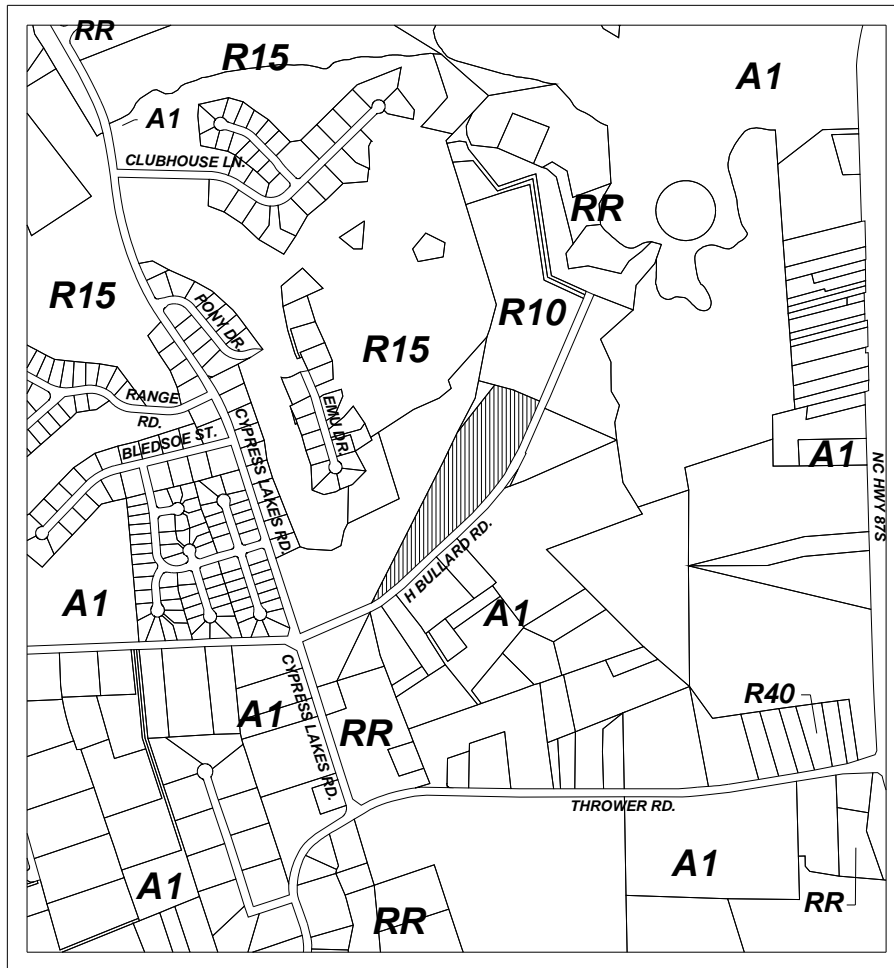 RR
R15
A1
A1
CLUBHOUSE LN.
RR
R15
PONY DR.
R10
R15
RANGE
RD.
EMU DR.
CYPRESS LAKES RD.
BLEDSOE ST.
A1
NC HWY 87S
H BULLARD RD.
A1
A1
CYPRESS LAKES RD.
R40
A1
RR
THROWER RD.
A1
A1
RR
RR